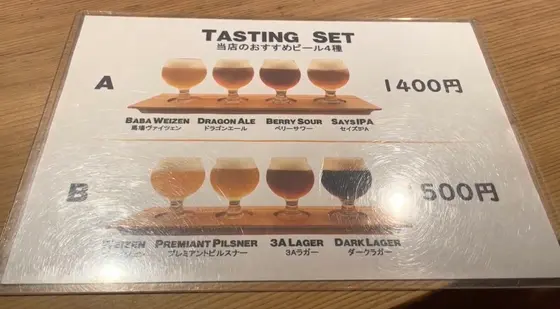 TASTING SET
当店のおすすめビール4種
A
1400円
BABA WEIZEN DRAGON ALE BERRY SOUR SAYS IPA
馬場ヴァイツェン ドラゴンエール ベリーサワー セイズIPA
B
500円
WEIZEN PREMIANT PILSNER 3A LAGER DARK LAGER
プレミアントピルスナー 3Aラガー ダークラガー